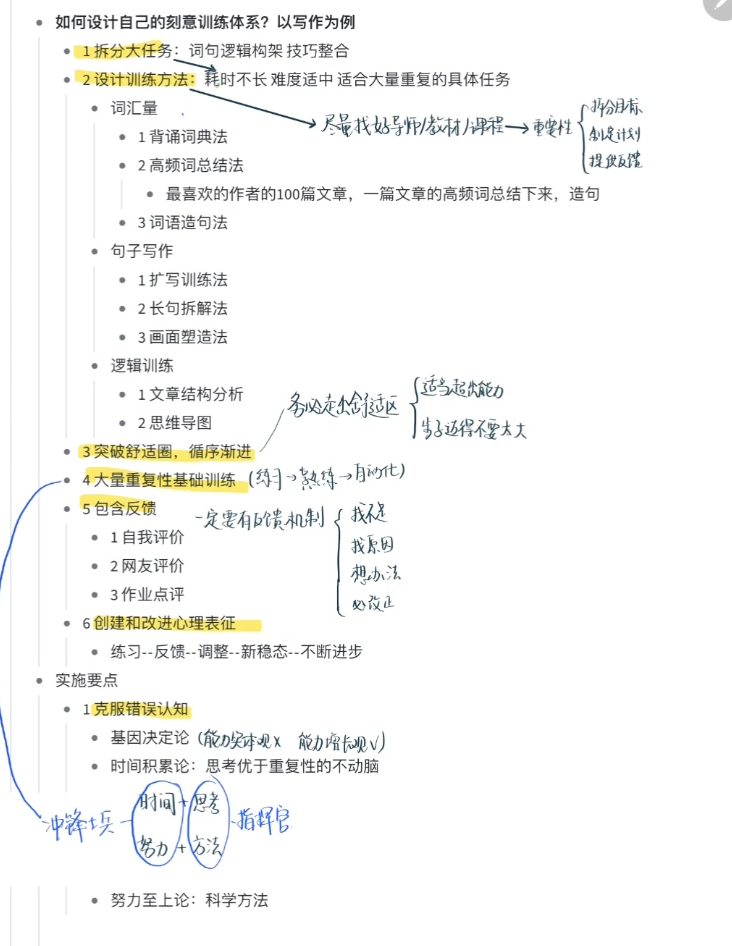 如何设计自己的刻意训练体系？以写作为例
1 拆分大任务：词句逻辑构架 技巧整合
2 设计训练方法：耗时不长 难度适中 适合大量重复的具体任务
词汇量
尽量找好导师/教材/课程→重要性
拆分目标
创建计划
提供反馈
1 背诵词典法
2 高频词总结法
最喜欢的作者的100篇文章，一篇文章的高频词总结下来，造句
3 词语造句法
句子写作
1 扩写训练法
2 长句拆解法
3 画面塑造法
逻辑训练
1 文章结构分析
2 思维导图
务必走出舒适区
适当超出能力
步子迈得不要太大
3 突破舒适圈，循序渐进
4 大量重复性基础训练 (练习→熟练→自动化)
5 包含反馈
一定要有反馈机制
找不足
找原因
想办法
必改正
1 自我评价
2 网友评价
3 作业点评
6 创建和改进心理表征
练习--反馈--调整--新稳态--不断进步
实施要点
1 克服错误认知
基因决定论 (能力实体观× 能力增长观√)
时间积累论：思考优于重复性的不动脑
冲锋兵
时间+思考
努力+方法
指挥官
努力至上论：科学方法